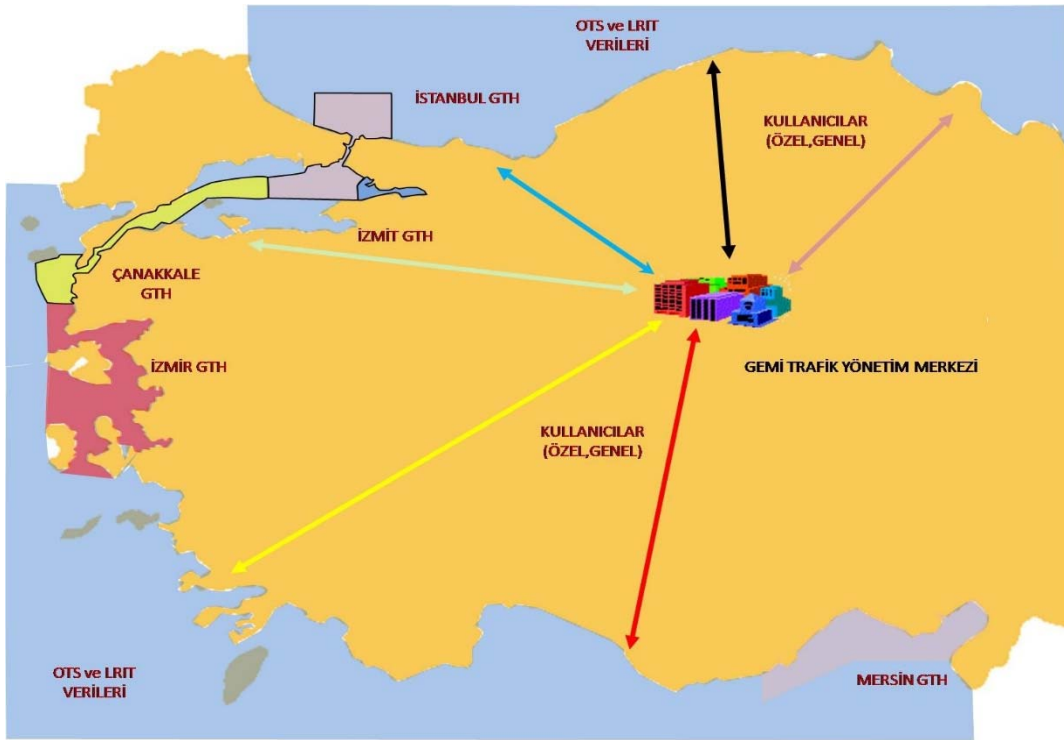 OTS ve LRIT
VERİLERİ
İSTANBUL GTH
KULLANICILAR
(ÖZEL,GENEL)
İZMİT GTH
ÇANAKKALE
GTH
İZMİR GTH
GEMİ TRAFİK YÖNETİM MERKEZİ
KULLANICILAR
(ÖZEL,GENEL)
OTS ve LRIT
VERİLERİ
MERSİN GTH